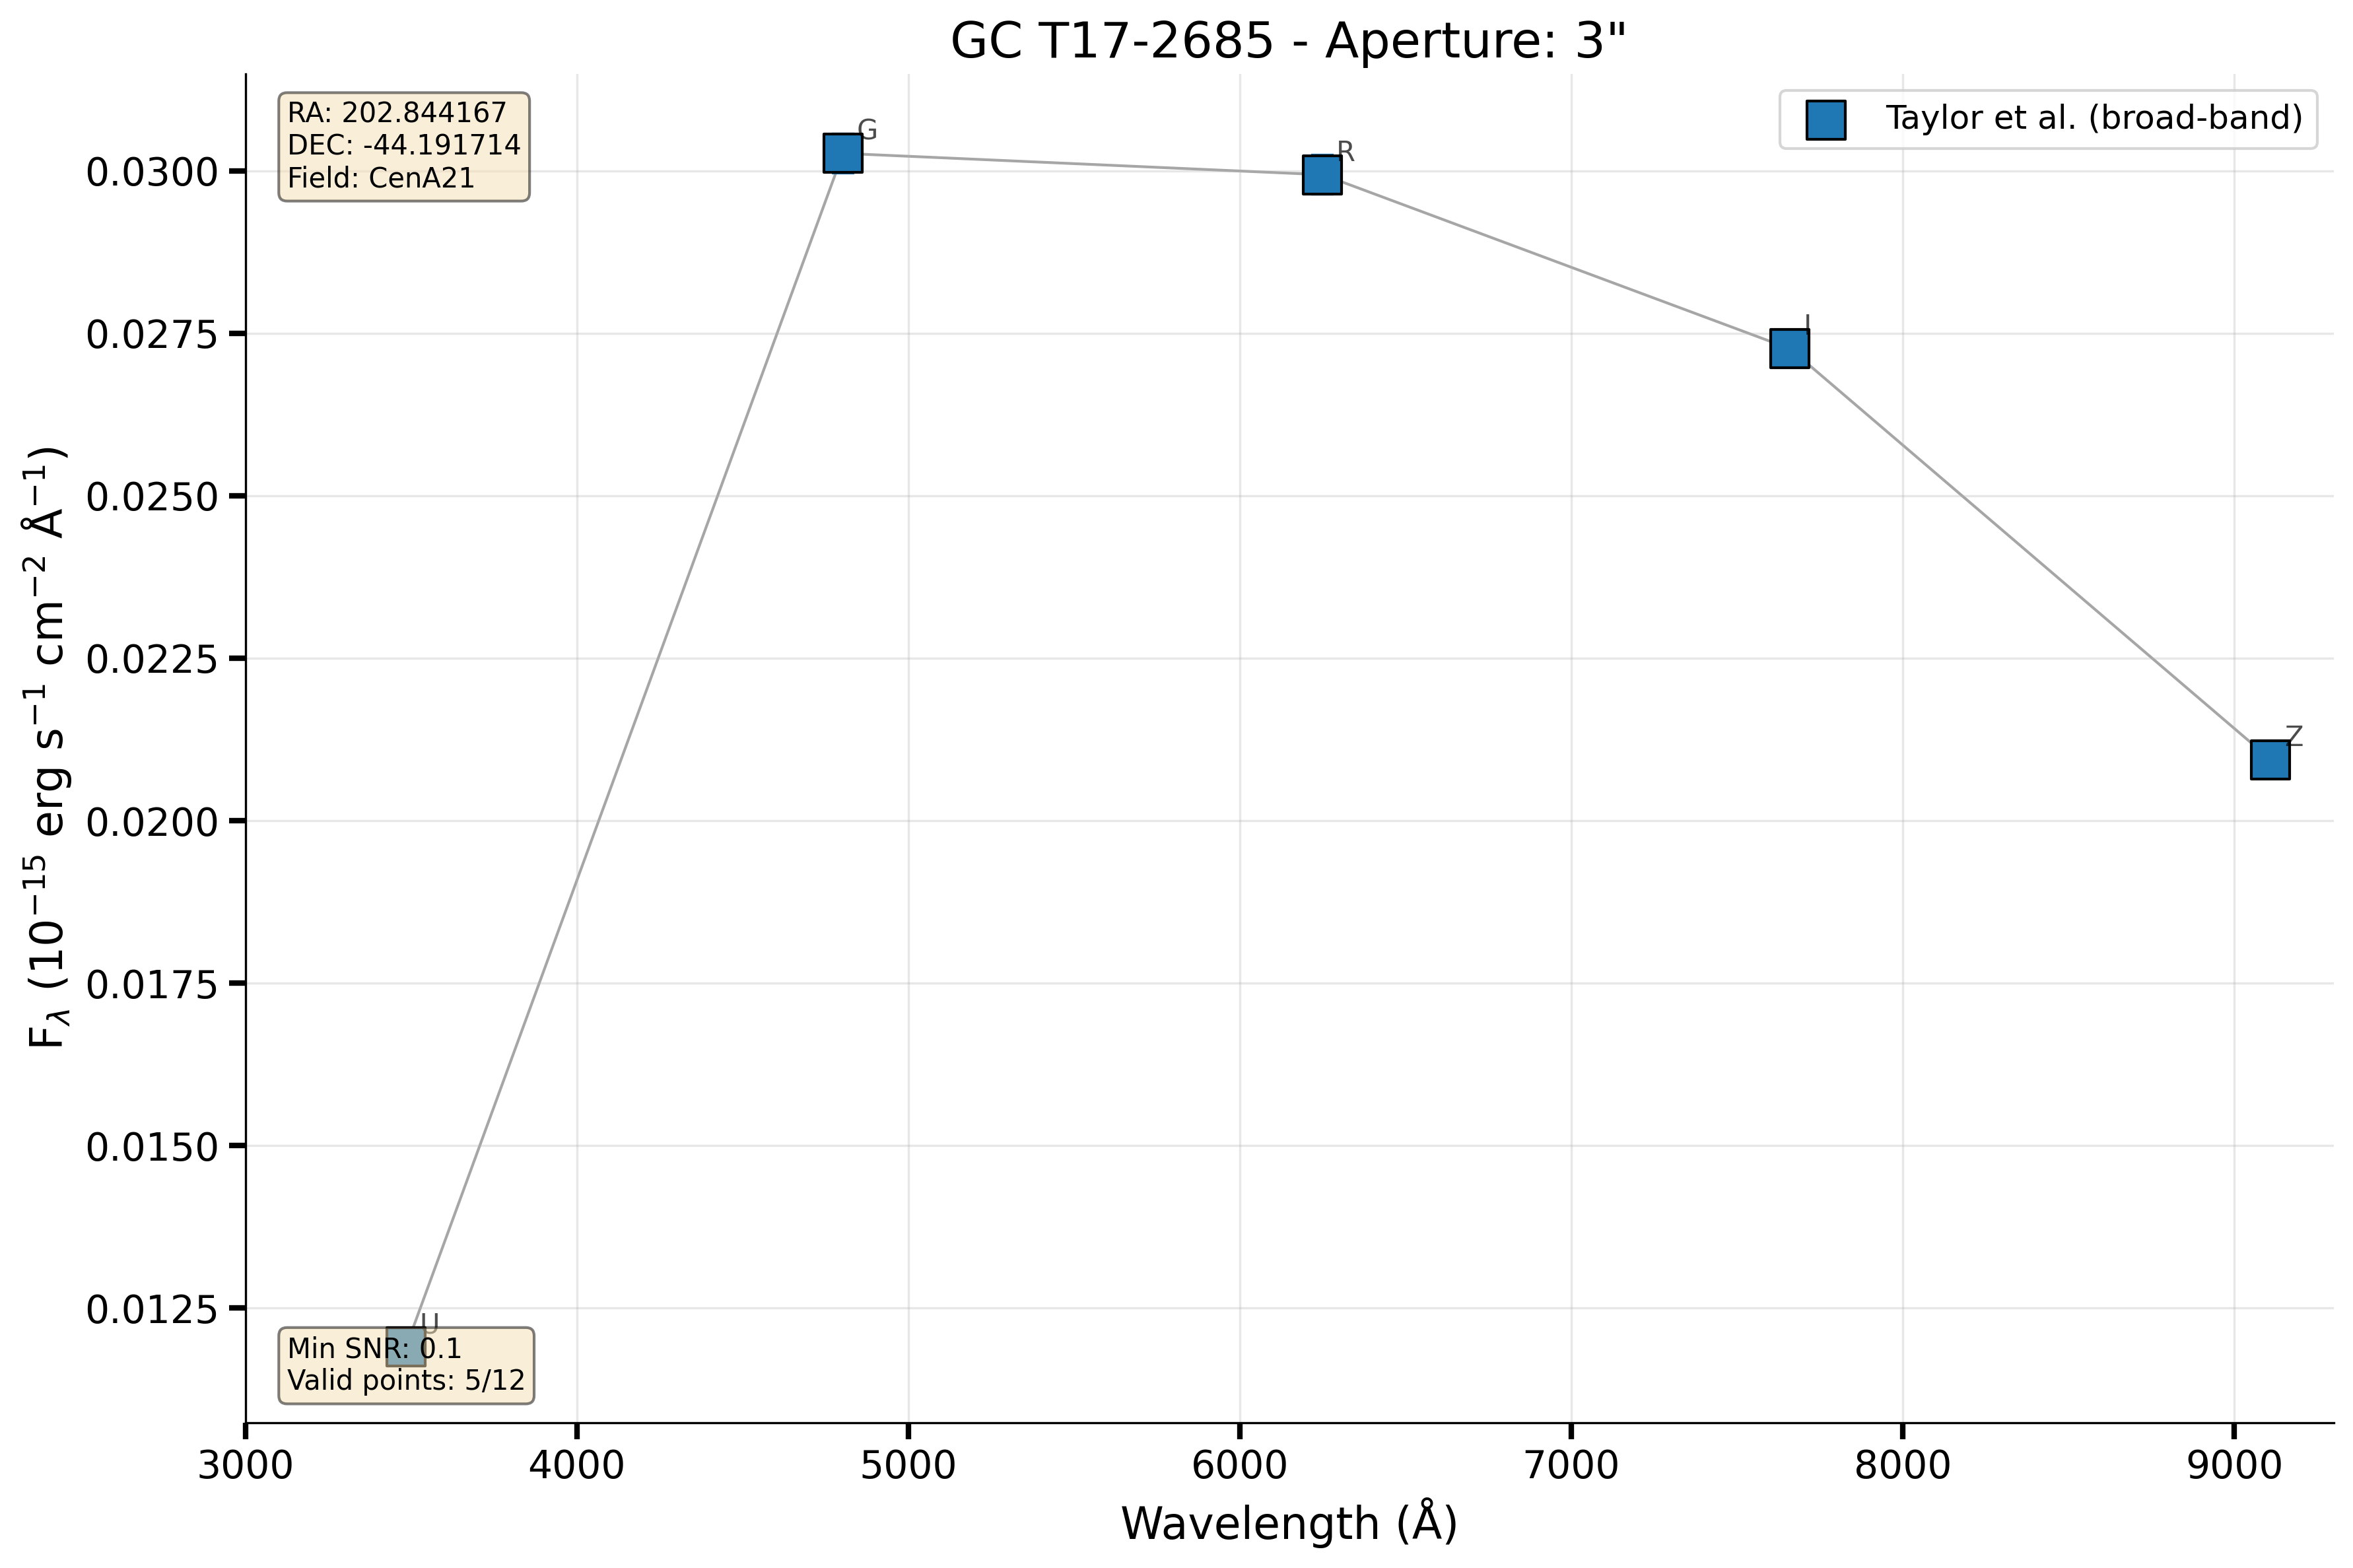 GC T17-2685 - Aperture: 3"
RA: 202.844167
DEC: -44.191714
Field: CenA21
Taylor et al. (broad-band)
G
R
I
Z
U
Min SNR: 0.1
Valid points: 5/12
F_λ (10⁻¹⁵ erg s⁻¹ cm⁻² Å⁻¹)
0.0300
0.0275
0.0250
0.0225
0.0200
0.0175
0.0150
0.0125
3000 4000 5000 6000 7000 8000 9000
Wavelength (Å)